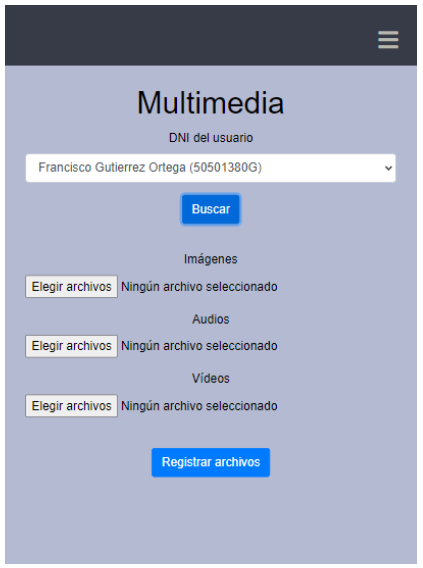 Multimedia
DNI del usuario
Francisco Gutierrez Ortega (50501380G)
Buscar
Imágenes
Elegir archivos Ningún archivo seleccionado
Audios
Elegir archivos Ningún archivo seleccionado
Vídeos
Elegir archivos Ningún archivo seleccionado
Registrar archivos